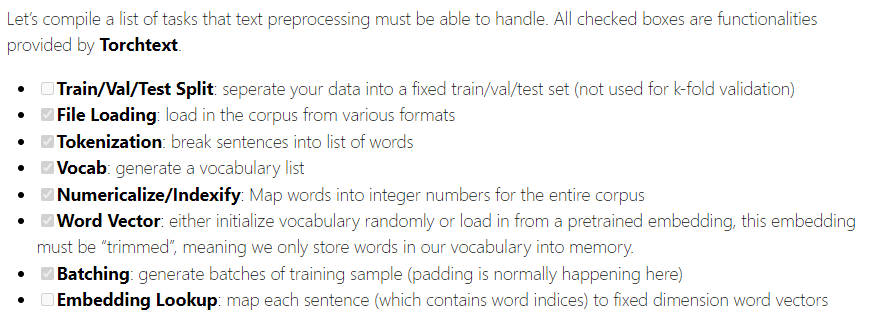 Let's compile a list of tasks that text preprocessing must be able to handle. All checked boxes are functionalities
provided by Torchtext.
Train/Val/Test Split: seperate your data into a fixed train/val/test set (not used for k-fold validation)
File Loading: load in the corpus from various formats
Tokenization: break sentences into list of words
Vocab: generate a vocabulary list
Numericalize/Indexify: Map words into integer numbers for the entire corpus
Word Vector: either initialize vocabulary randomly or load in from a pretrained embedding, this embedding
must be “trimmed”, meaning we only store words in our vocabulary into memory.
Batching: generate batches of training sample (padding is normally happening here)
Embedding Lookup: map each sentence (which contains word indices) to fixed dimension word vectors